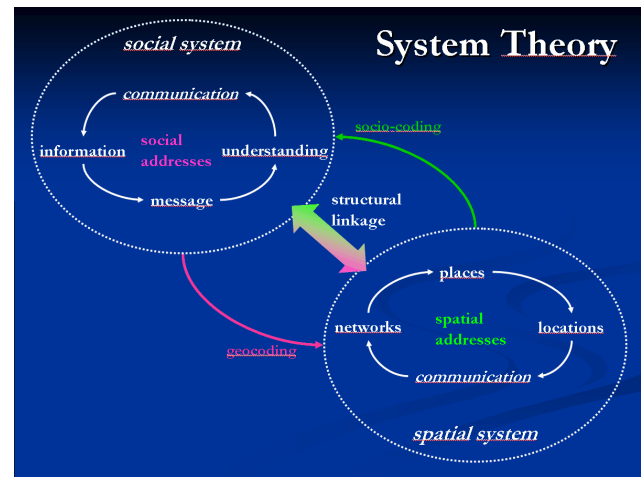 System Theory
social system
communication
information
social
addresses
understanding
message
socio-coding
structural
linkage
geocoding
places
networks
spatial
addresses
locations
communication
spatial system